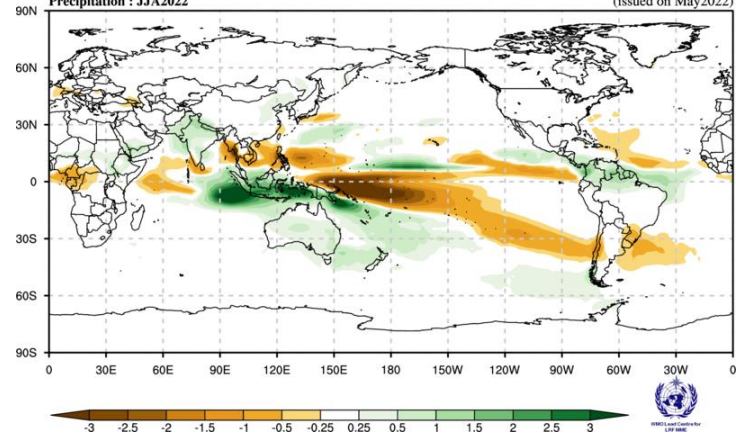 Precipitation : JJA2022 (issued on May2022)
90N
60N
30N
0
30S
60S
90S
0 30E 60E 90E 120E 150E 180 150W 120W 90W 60W 30W 0
-3 -2.5 -2 -1.5 -1 -0.5 -0.25 0.25 0.5 1 1.5 2 2.5 3
WMO Lead Centre for
LRF MME